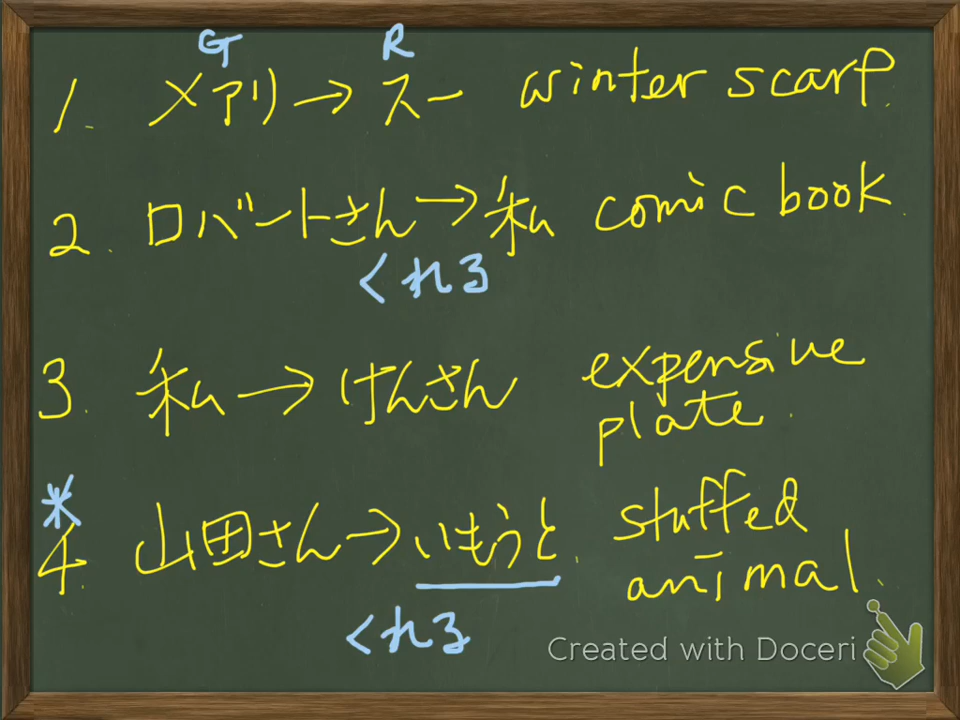 G R
1. メアリ→スー winter scarf.
2. ロバートさん→私 comic book.
くれる
3. 私→けんさん expensive
plate.
*
4. 山田さん→いもうと. stuffed
animal.
くれる
Created with Doceri